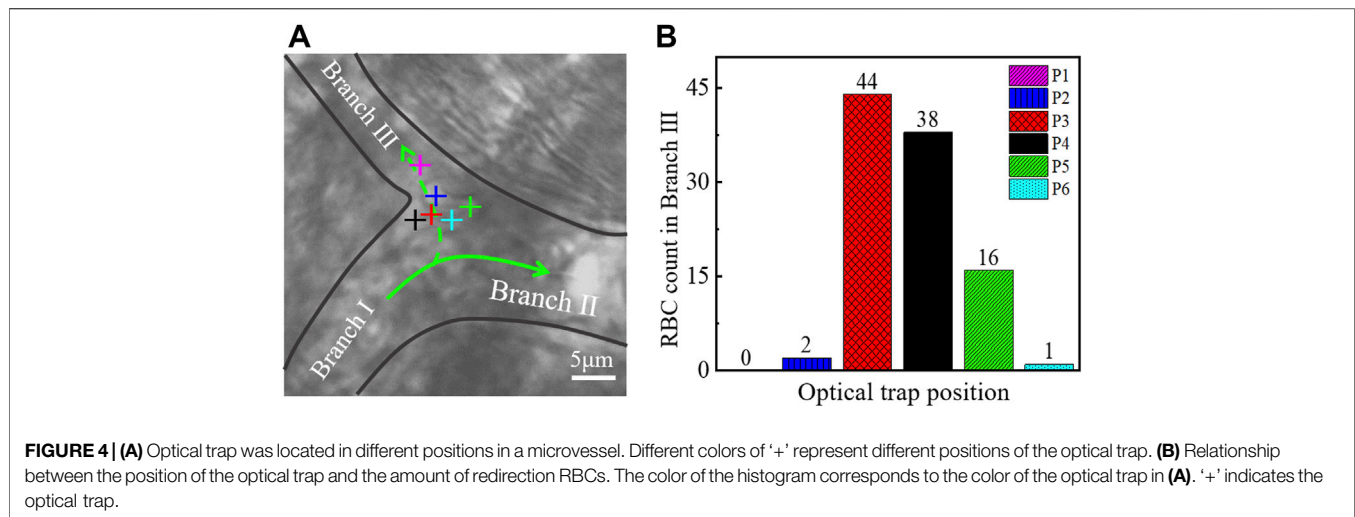 A
Branch III
Branch I
Branch II
5μm
B
RBC count in Branch III
45
30
15
0
0
2
44
38
16
1
P1
P2
P3
P4
P5
P6
Optical trap position
FIGURE 4 | (A) Optical trap was located in different positions in a microvessel. Different colors of ‘+’ represent different positions of the optical trap. (B) Relationship
between the position of the optical trap and the amount of redirection RBCs. The color of the histogram corresponds to the color of the optical trap in (A). ‘+’ indicates the
optical trap.